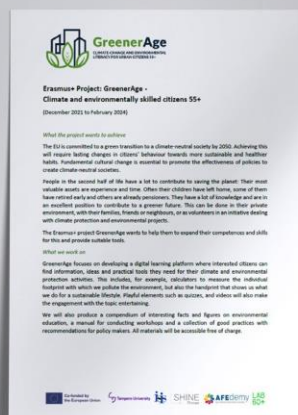 GreenerAge
CLIMATE CHANGE AND ENVIRONMENTAL
LITERACY FOR URBAN CITIZENS 55+
Erasmus+ Project: GreenerAge -
Climate and environmentally skilled citizens 55+
(December 2021 to February 2024)
What the project wants to achieve
The EU is committed to a green transition to a climate-neutral society by 2050. Achieving this
will require lasting changes in citizens' behaviour towards more sustainable and healthier
habits. Fundamental cultural change is essential to promote the effectiveness of policies to
create climate-neutral societies.
People in the second half of life have a lot to contribute to saving the planet: Their most
valuable assets are experience and time. Often their children have left home, some of them
have retired early and others are already pensioners. They have a lot of knowledge and are in
an excellent position to contribute to a greener future. This can be done in their private
environment, with their families, friends or neighbours, or as volunteers in an initiative dealing
with climate protection and environmental projects.
The Erasmus+ project GreenerAge wants to help them to expand their competences and skills
for this and provide suitable tools.
What we work on
GreenerAge focuses on developing a digital learning platform where interested citizens can
find information, ideas and practical tools they need for their climate and environmental
protection activities. This includes, for example, calculators to measure the individual
footprint with which we pollute the environment, but also the handprint that shows us what
we do for a sustainable lifestyle. Playful elements such as quizzes, and videos will also make
the engagement with the topic entertaining.
We will also produce a compendium of interesting facts and figures on environmental
education, a manual for conducting workshops and a collection of good practices with
recommendations for policy makers. All materials will be accessible free of charge.
Co-funded by
the European Union
Tampere University
SHINE
SAFEdemy
LAB
60+